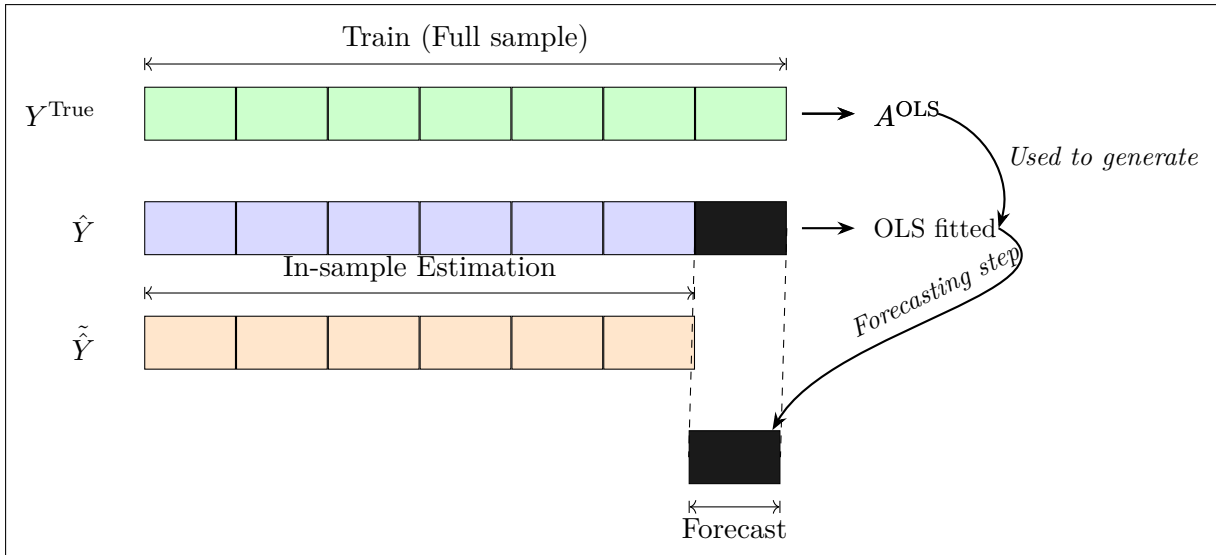 Train (Full sample)
Y^True
A^OLS
Used to generate
Ŷ
OLS fitted
In-sample Estimation
Forecasting step
Ŷ̃
Forecast